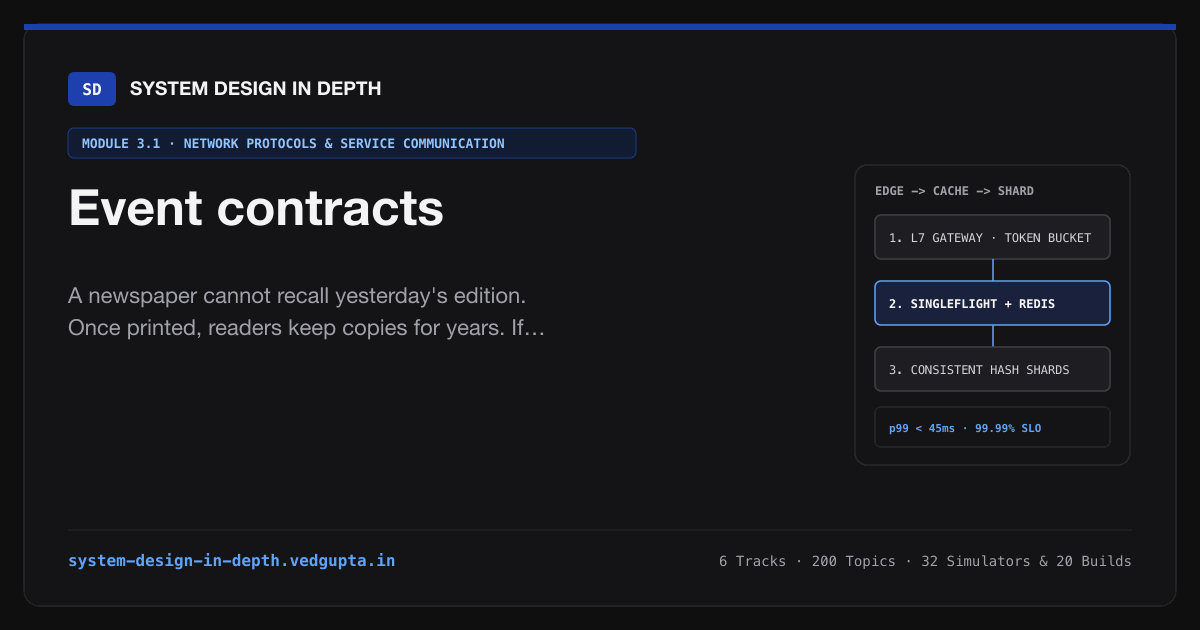 SD
SYSTEM DESIGN IN DEPTH
MODULE 3.1 · NETWORK PROTOCOLS & SERVICE COMMUNICATION
Event contracts
A newspaper cannot recall yesterday's edition.
Once printed, readers keep copies for years. If…
EDGE —> CACHE —> SHARD
1. L7 GATEWAY · TOKEN BUCKET
2. SINGLEFLIGHT + REDIS
3. CONSISTENT HASH SHARDS
p99 < 45ms · 99.99% SLO
system-design-in-depth.vedgupta.in
6 Tracks · 200 Topics · 32 Simulators & 20 Builds